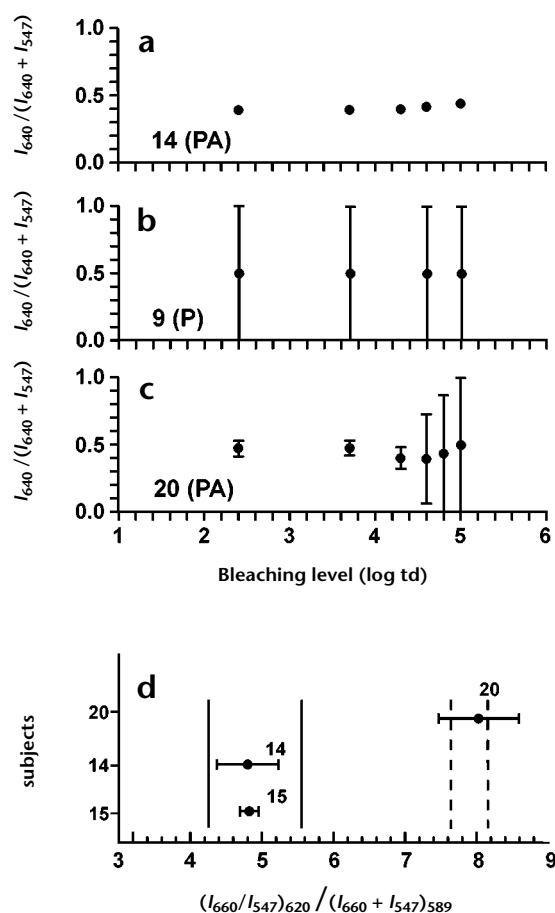 a
I640/(I640 + I547)
1.0
0.5
0.0
14 (PA)
b
I640/(I640 + I547)
1.0
0.5
0.0
9 (P)
c
I640/(I640 + I547)
1.0
0.5
0.0
20 (PA)
1 2 3 4 5 6
Bleaching level (log td)
d
subjects
20
14
15
20
14
15
3 4 5 6 7 8 9
(I660/I547)620/(I660 + I547)589